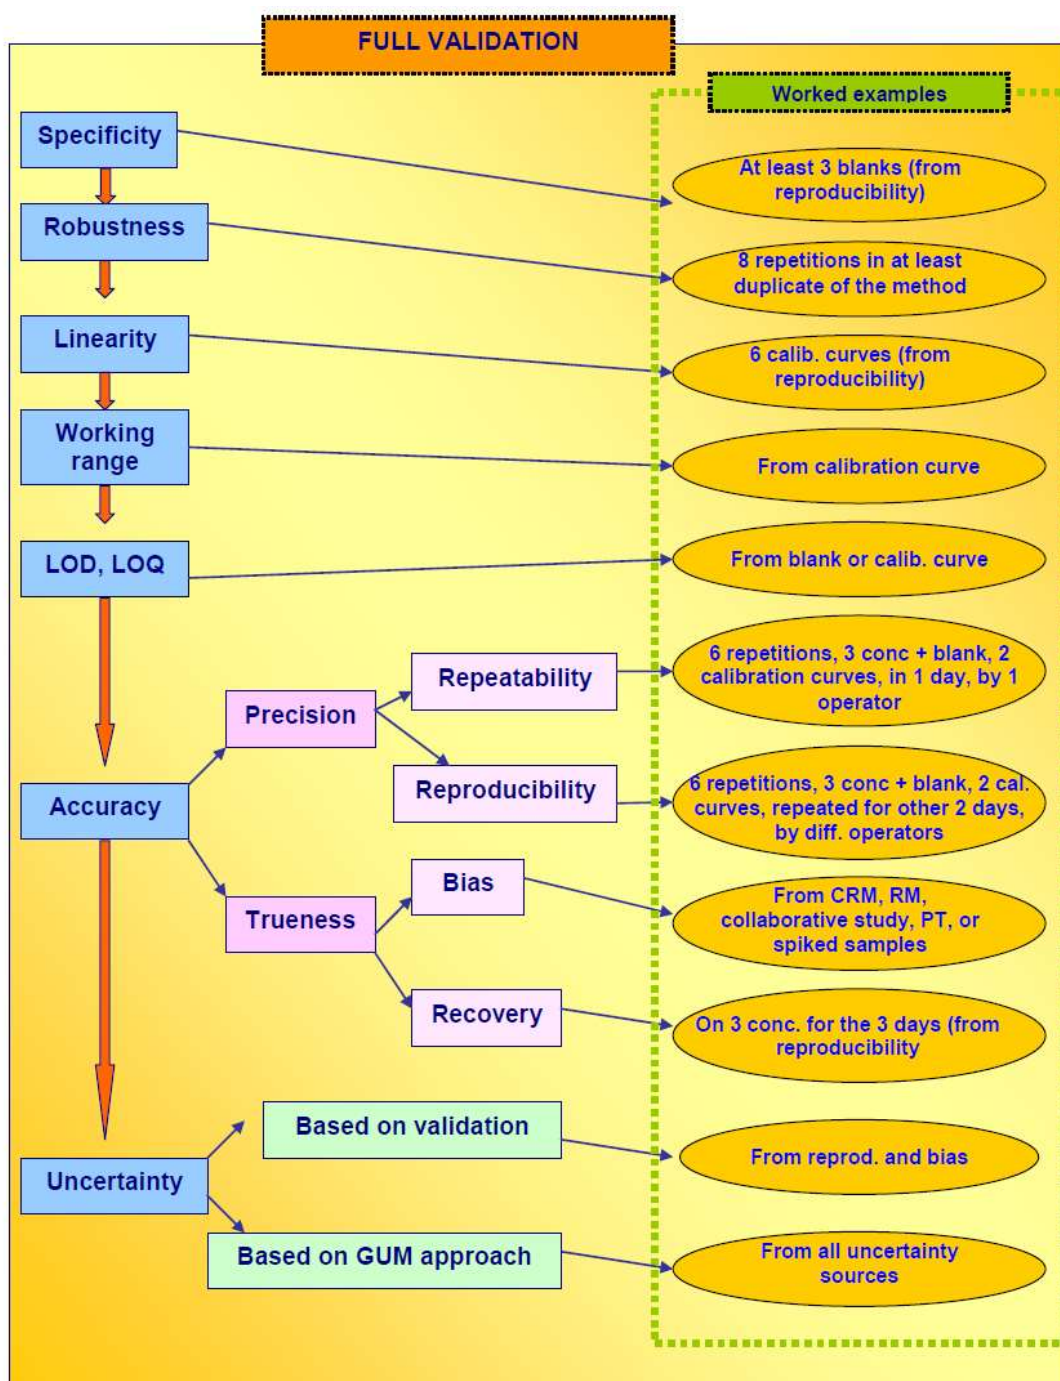 FULL VALIDATION
Worked examples
Specificity
At least 3 blanks (from
reproducibility)
Robustness
8 repetitions in at least
duplicate of the method
Linearity
6 calib. curves (from
reproducibility)
Working
range
From calibration curve
LOD, LOQ
From blank or calib. curve
Repeatability
6 repetitions, 3 conc + blank, 2
calibration curves, in 1 day, by 1
operator
Precision
Reproducibility
6 repetitions, 3 conc + blank, 2 cal.
curves, repeated for other 2 days,
by diff. operators
Accuracy
Bias
From CRM, RM,
collaborative study, PT, or
spiked samples
Trueness
Recovery
On 3 conc. for the 3 days (from
reproducibility
Based on validation
From reprod. and bias
Uncertainty
Based on GUM approach
From all uncertainty
sources